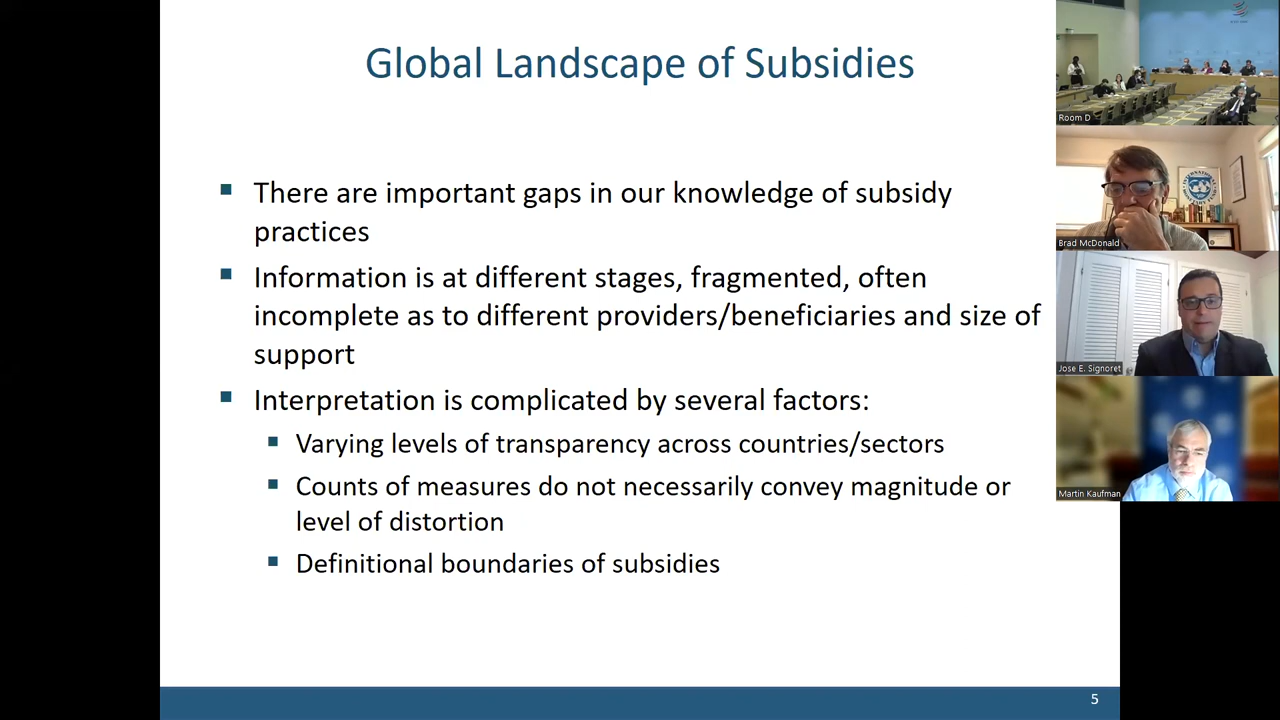 Global Landscape of Subsidies
There are important gaps in our knowledge of subsidy
practices
Information is at different stages, fragmented, often
incomplete as to different providers/beneficiaries and size of
support
Interpretation is complicated by several factors:
Varying levels of transparency across countries/sectors
Counts of measures do not necessarily convey magnitude or
level of distortion
Definitional boundaries of subsidies
5
Room D
Brad McDonald
Jose E. Signoret
Martin Kaufman